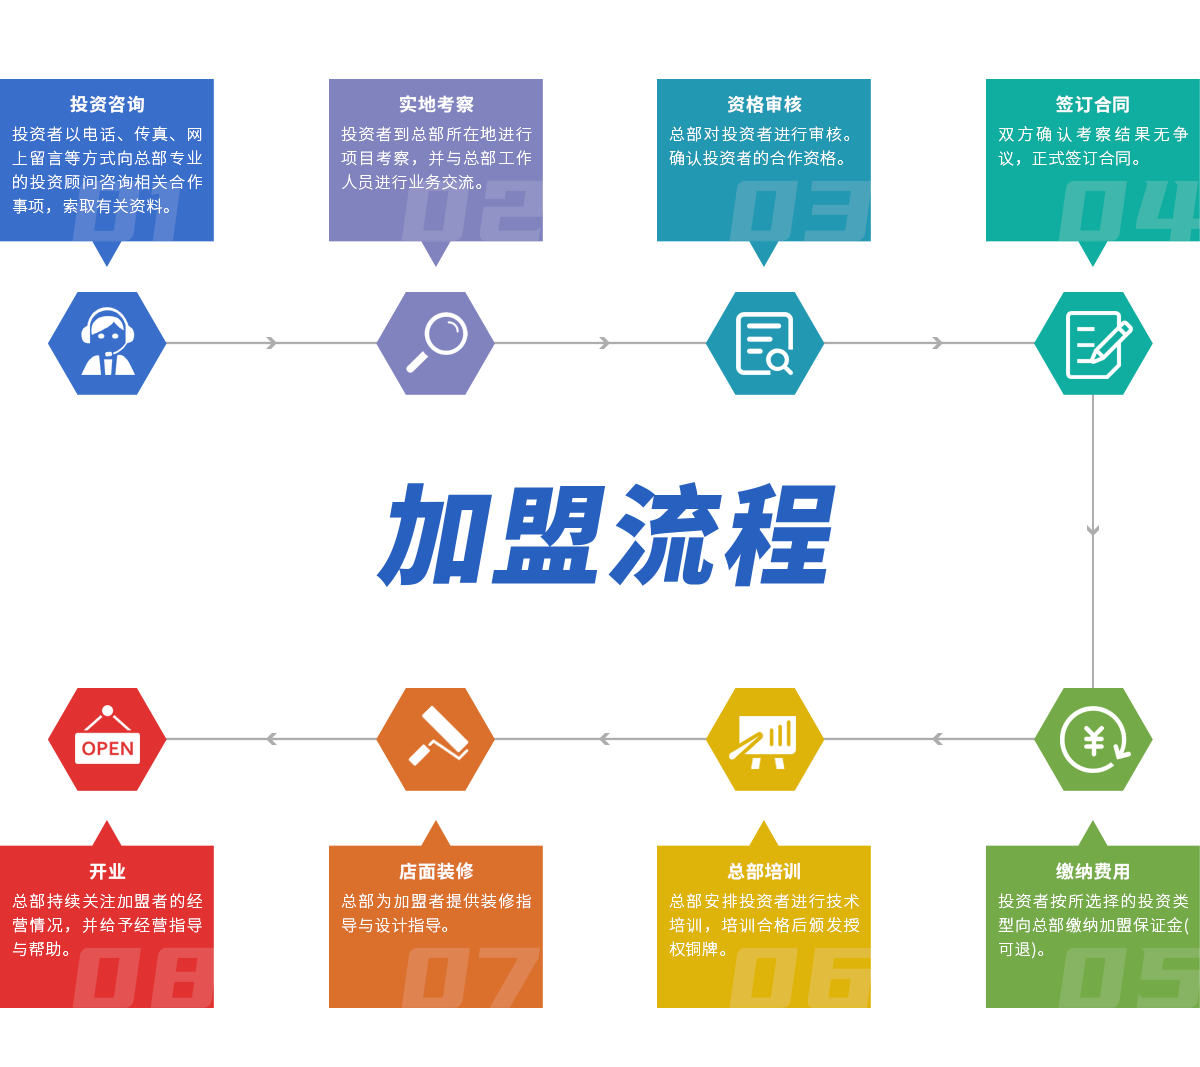 投资咨询
投资者以电话、传真、网
上留言等方式向总部专业
的投资顾问咨询相关合作
事项，索取有关资料。
01
实地考察
投资者到总部所在地进行
项目考察，并与总部工作
人员进行业务交流。
02
资格审核
总部对投资者进行审核。
确认投资者的合作资格。
03
签订合同
双方确认考察结果无争
议，正式签订合同。
04
加盟流程
OPEN
¥
开业
总部持续关注加盟者的经
营情况，并给予经营指导
与帮助。
08
店面装修
总部为加盟者提供装修指
导与设计指导。
07
总部培训
总部安排投资者进行技术
培训，培训合格后颁发授
权铜牌。
06
缴纳费用
投资者按所选择的投资类
型向总部缴纳加盟保证金(
可退)。
05